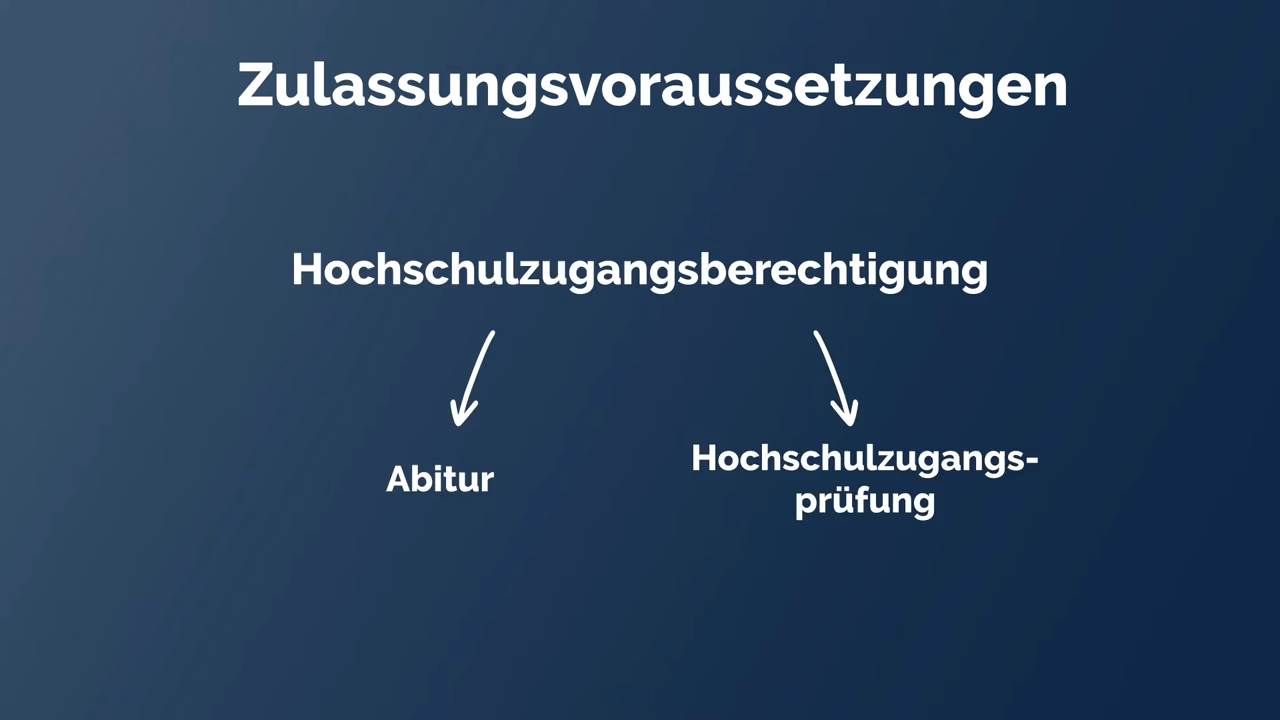 Zulassungsvoraussetzungen
Hochschulzugangsberechtigung
Abitur
Hochschulzugangs-
prüfung